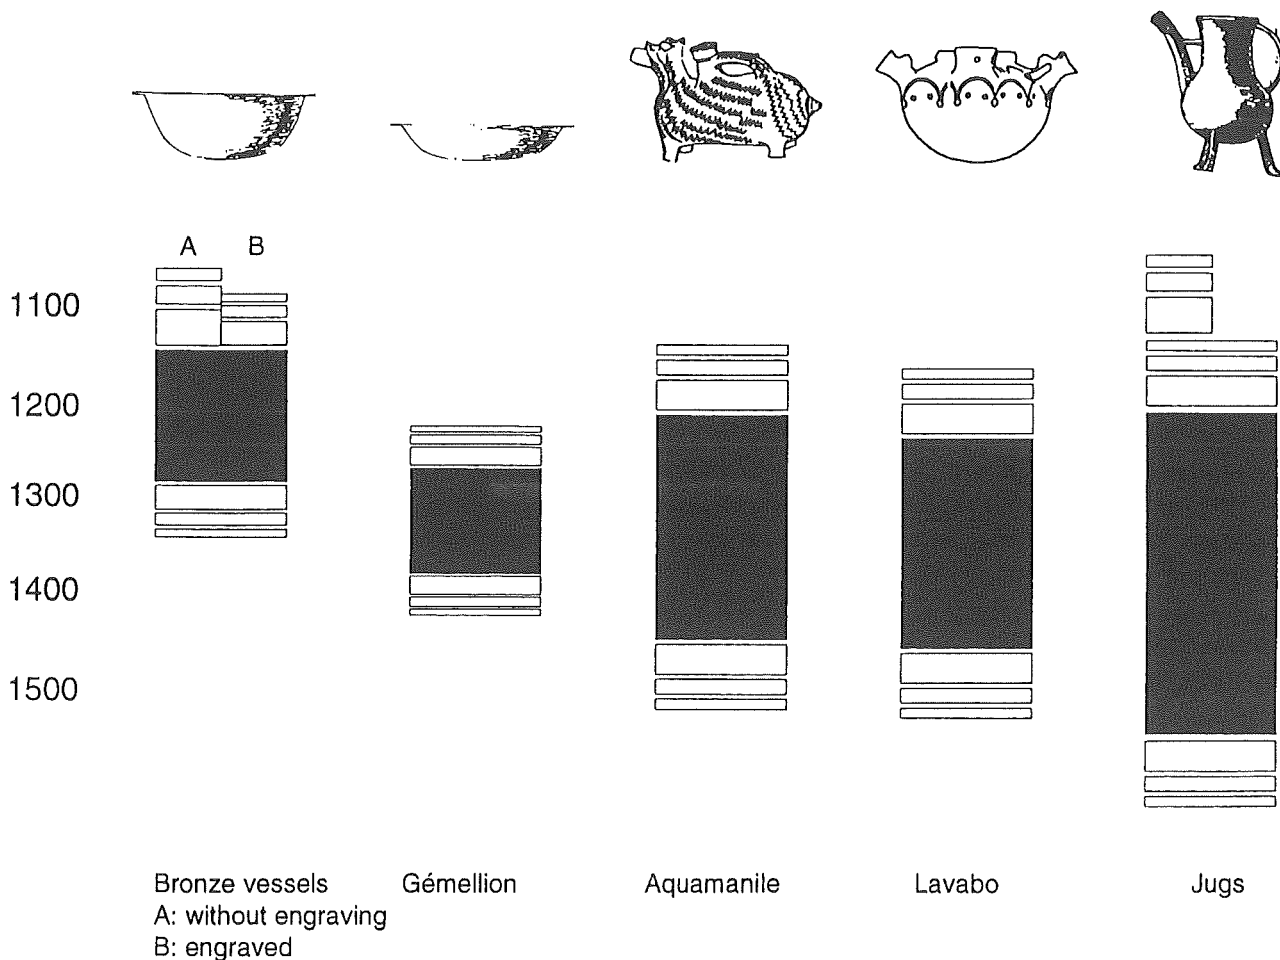 A B
1100
1200
1300
1400
1500
Bronze vessels
A: without engraving
B: engraved
Gémellion
Aquamanile
Lavabo
Jugs